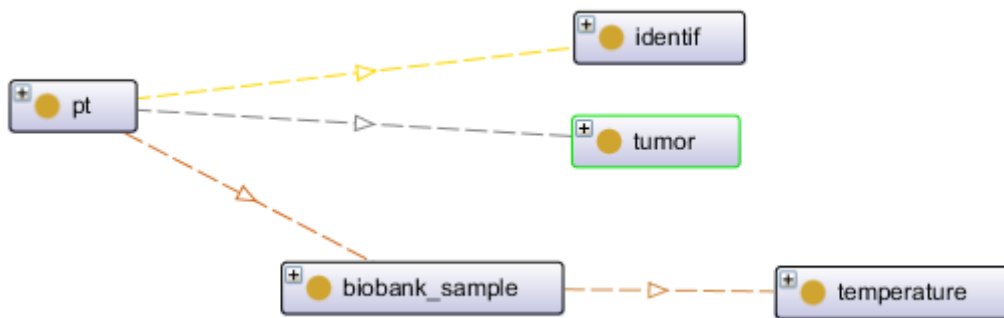 identif
pt
tumor
biobank_sample
temperature